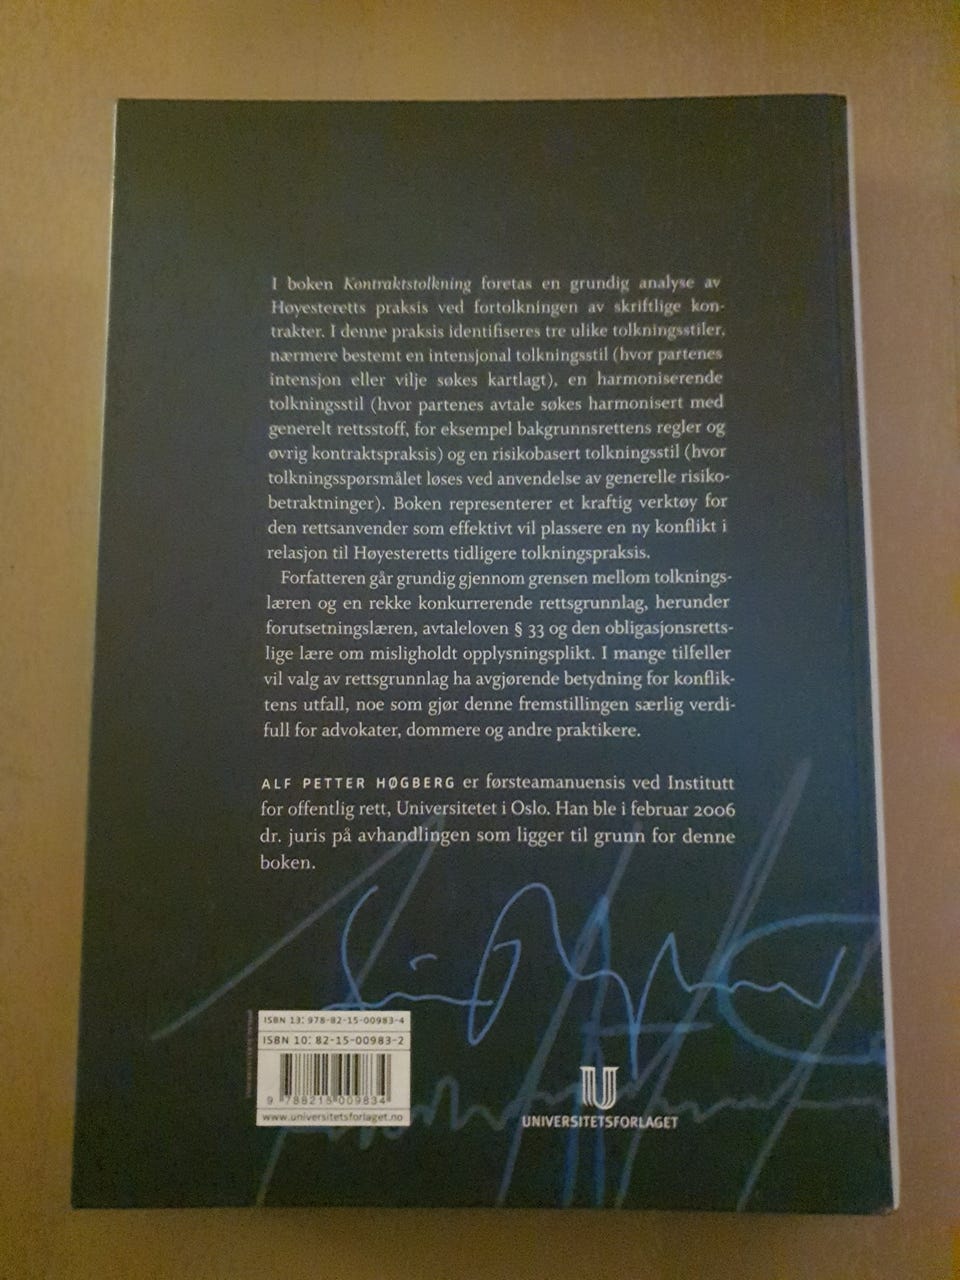 I boken Kontraktstolkning foretas en grundig analyse av
Høyesteretts praksis ved fortolkningen av skriftlige kon-
trakter. I denne praksis identifiseres tre ulike tolkningsstiler,
nærmere bestemt en intensjonal tolkningsstil (hvor partenes
intensjon eller vilje søkes kartlagt), en harmoniserende
tolkningsstil (hvor partenes avtale søkes harmonisert med
generelt rettsstoff, for eksempel bakgrunnsrettens regler og
øvrig kontraktspraksis) og en risikobasert tolkningsstil (hvor
tolkningsspørsmålet løses ved anvendelse av generelle risiko-
betraktninger). Boken representerer et kraftig verktøy for
den rettsanvender som effektivt vil plassere en ny konflikt i
relasjon til Høyesteretts tidligere tolkningspraksis.
Forfatteren går grundig gjennom grensen mellom tolknings-
læren og en rekke konkurrerende rettsgrunnlag, herunder
forutsetningslæren, avtaleloven § 33 og den obligasjonsretts-
lige lære om misligholdt opplysningsplikt. I mange tilfeller
vil valg av rettsgrunnlag ha avgjørende betydning for konflik-
tens utfall, noe som gjør denne fremstillingen særlig verdi-
full for advokater, dommere og andre praktikere.
ALF PETTER HØGBERG er førsteamanuensis ved Institutt
for offentlig rett, Universitetet i Oslo. Han ble i februar 2006
dr. juris på avhandlingen som ligger til grunn for denne
boken.
ISBN 13: 978-82-15-00983-4
ISBN 10: 82-15-00983-2
9 788215 009834
www.universitetsforlaget.no
UNIVERSITETSFORLAGET